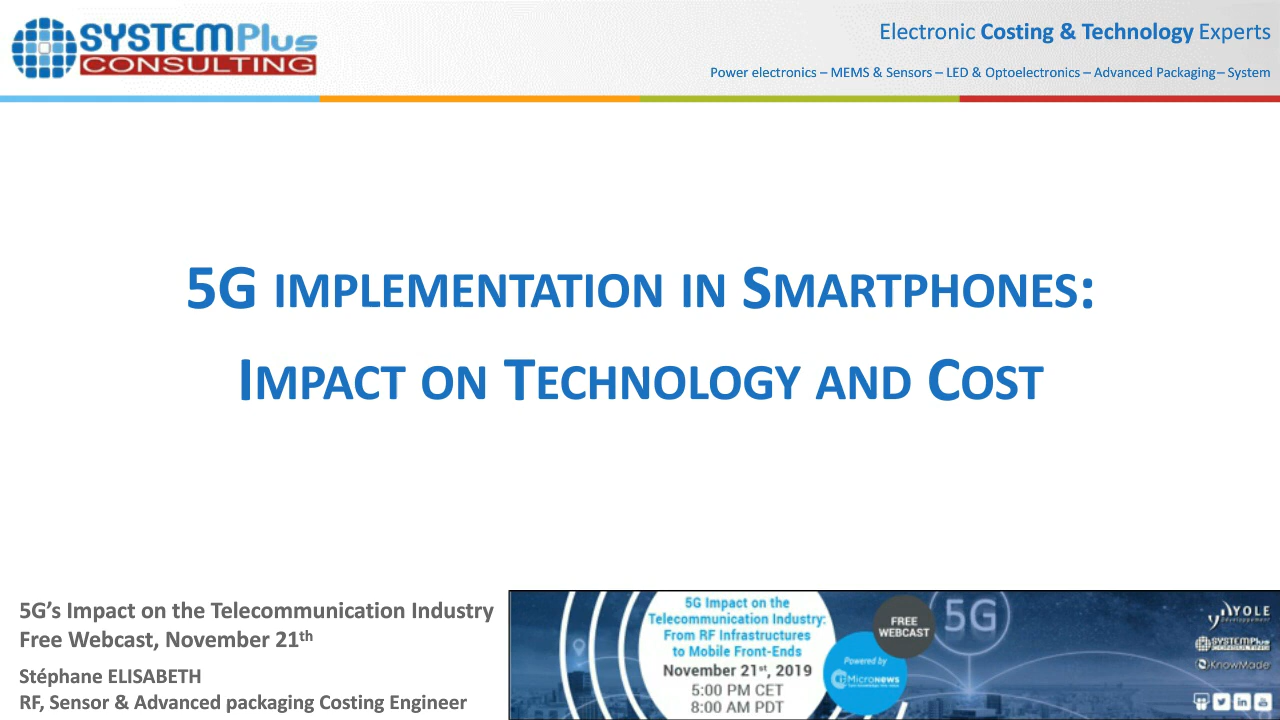 SYSTEMPlus
CONSULTING
Electronic Costing & Technology Experts
Power electronics – MEMS & Sensors – LED & Optoelectronics – Advanced Packaging – System
5G IMPLEMENTATION IN SMARTPHONES:
IMPACT ON TECHNOLOGY AND COST
5G’s Impact on the Telecommunication Industry
Free Webcast, November 21th
Stéphane ELISABETH
RF, Sensor & Advanced packaging Costing Engineer
5G Impact on the
Telecommunication Industry:
From RF Infrastructures
to Mobile Front-Ends
November 21st, 2019
5:00 PM CET
8:00 AM PDT
FREE
WEBCAST
Powered by
Micronews
5G
YOLE
Développement
SYSTEMPlus
CONSULTING
KnowMade